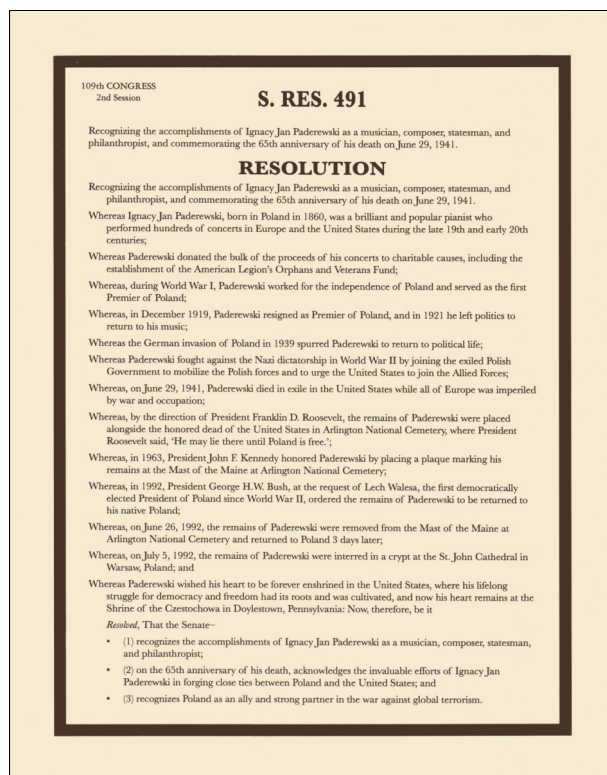 109th CONGRESS
2nd Session
S. RES. 491
Recognizing the accomplishments of Ignacy Jan Paderewski as a musician, composer, statesman, and
philanthropist, and commemorating the 65th anniversary of his death on June 29, 1941.
RESOLUTION
Recognizing the accomplishments of Ignacy Jan Paderewski as a musician, composer, statesman, and
philanthropist, and commemorating the 65th anniversary of his death on June 29, 1941.
Whereas Ignacy Jan Paderewski, born in Poland in 1860, was a brilliant and popular pianist who
performed hundreds of concerts in Europe and the United States during the late 19th and early 20th
centuries;
Whereas Paderewski donated the bulk of the proceeds of his concerts to charitable causes, including the
establishment of the American Legion's Orphans and Veterans Fund;
Whereas, during World War I, Paderewski worked for the independence of Poland and served as the first
Premier of Poland;
Whereas, in December 1919, Paderewski resigned as Premier of Poland, and in 1921 he left politics to
return to his music;
Whereas the German invasion of Poland in 1939 spurred Paderewski to return to political life;
Whereas Paderewski fought against the Nazi dictatorship in World War II by joining the exiled Polish
Government to mobilize the Polish forces and to urge the United States to join the Allied Forces;
Whereas, on June 29, 1941, Paderewski died in exile in the United States while all of Europe was imperiled
by war and occupation;
Whereas, by the direction of President Franklin D. Roosevelt, the remains of Paderewski were placed
alongside the honored dead of the United States in Arlington National Cemetery, where President
Roosevelt said, 'He may lie there until Poland is free.';
Whereas, in 1963, President John F. Kennedy honored Paderewski by placing a plaque marking his
remains at the Mast of the Maine at Arlington National Cemetery;
Whereas, in 1992, President George H.W. Bush, at the request of Lech Walesa, the first democratically
elected President of Poland since World War II, ordered the remains of Paderewski to be returned to
his native Poland;
Whereas, on June 26, 1992, the remains of Paderewski were removed from the Mast of the Maine at
Arlington National Cemetery and returned to Poland 3 days later;
Whereas, on July 5, 1992, the remains of Paderewski were interred in a crypt at the St. John Cathedral in
Warsaw, Poland; and
Whereas Paderewski wished his heart to be forever enshrined in the United States, where his lifelong
struggle for democracy and freedom had its roots and was cultivated, and now his heart remains at the
Shrine of the Czestochowa in Doylestown, Pennsylvania: Now, therefore, be it
Resolved, That the Senate–
• (1) recognizes the accomplishments of Ignacy Jan Paderewski as a musician, composer, statesman,
and philanthropist;
• (2) on the 65th anniversary of his death, acknowledges the invaluable efforts of Ignacy Jan
Paderewski in forging close ties between Poland and the United States; and
• (3) recognizes Poland as an ally and strong partner in the war against global terrorism.